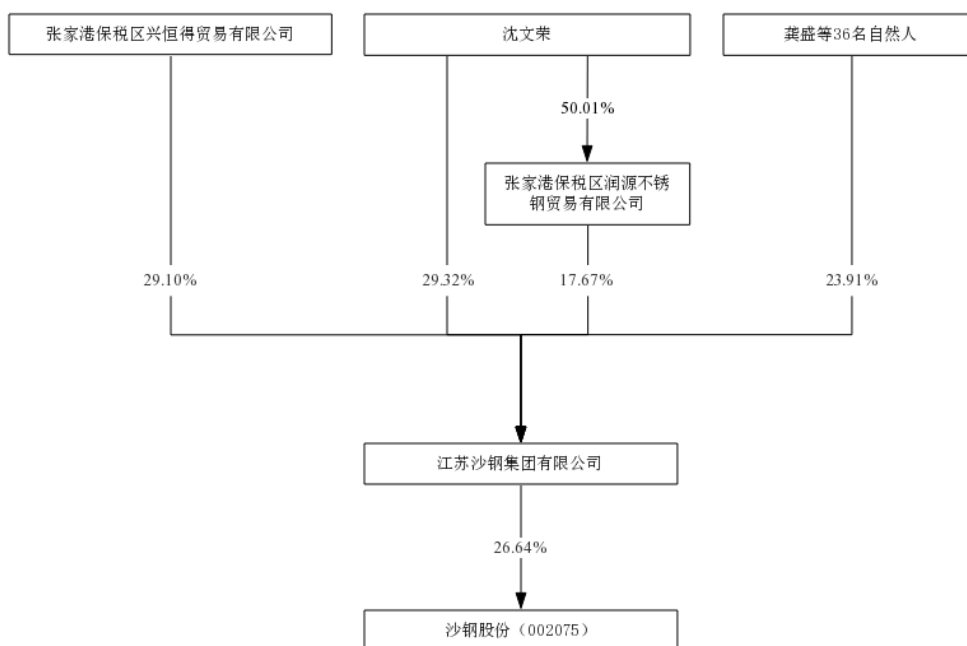 张家港保税区兴恒得贸易有限公司
沈文荣
龚盛等36名自然人
50.01%
张家港保税区润源不锈
钢贸易有限公司
29.10%
29.32%
17.67%
23.91%
江苏沙钢集团有限公司
26.64%
沙钢股份（002075）